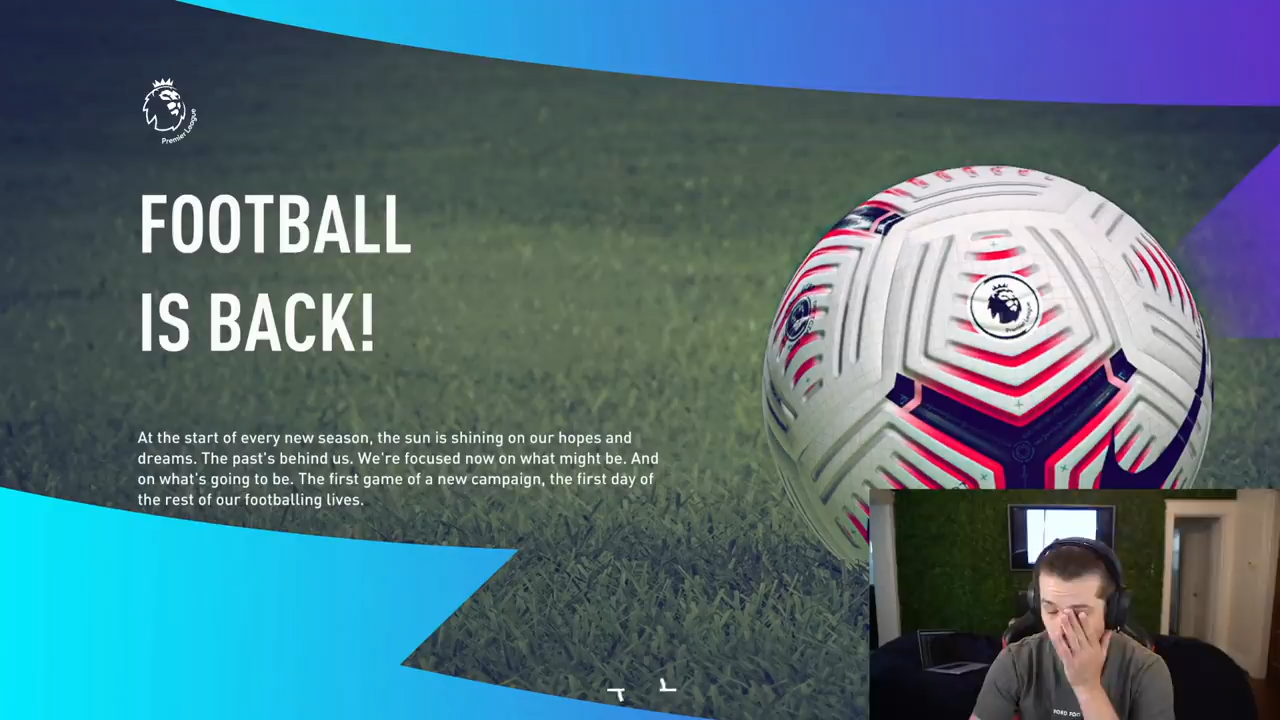 Premier League
FOOTBALL
IS BACK!
At the start of every new season, the sun is shining on our hopes and
dreams. The past's behind us. We're focused now on what might be. And
on what's going to be. The first game of a new campaign, the first day of
the rest of our footballing lives.
Premier League